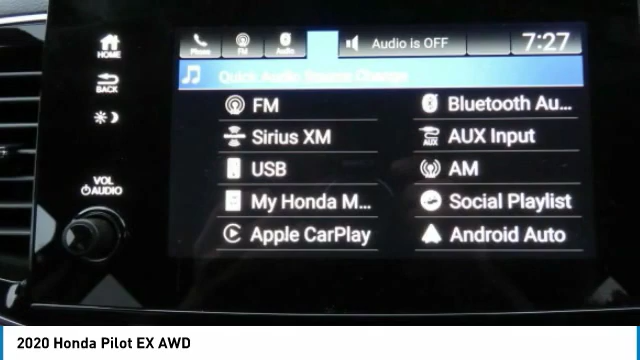 HOME
BACK
VOL
AUDIO
Phone FM Audio Audio is OFF 7:27
Quick Audio Source Change
FM Bluetooth Au...
Sirius XM AUX Input
USB AM
My Honda M... Social Playlist
Apple CarPlay Android Auto
AUX
2020 Honda Pilot EX AWD